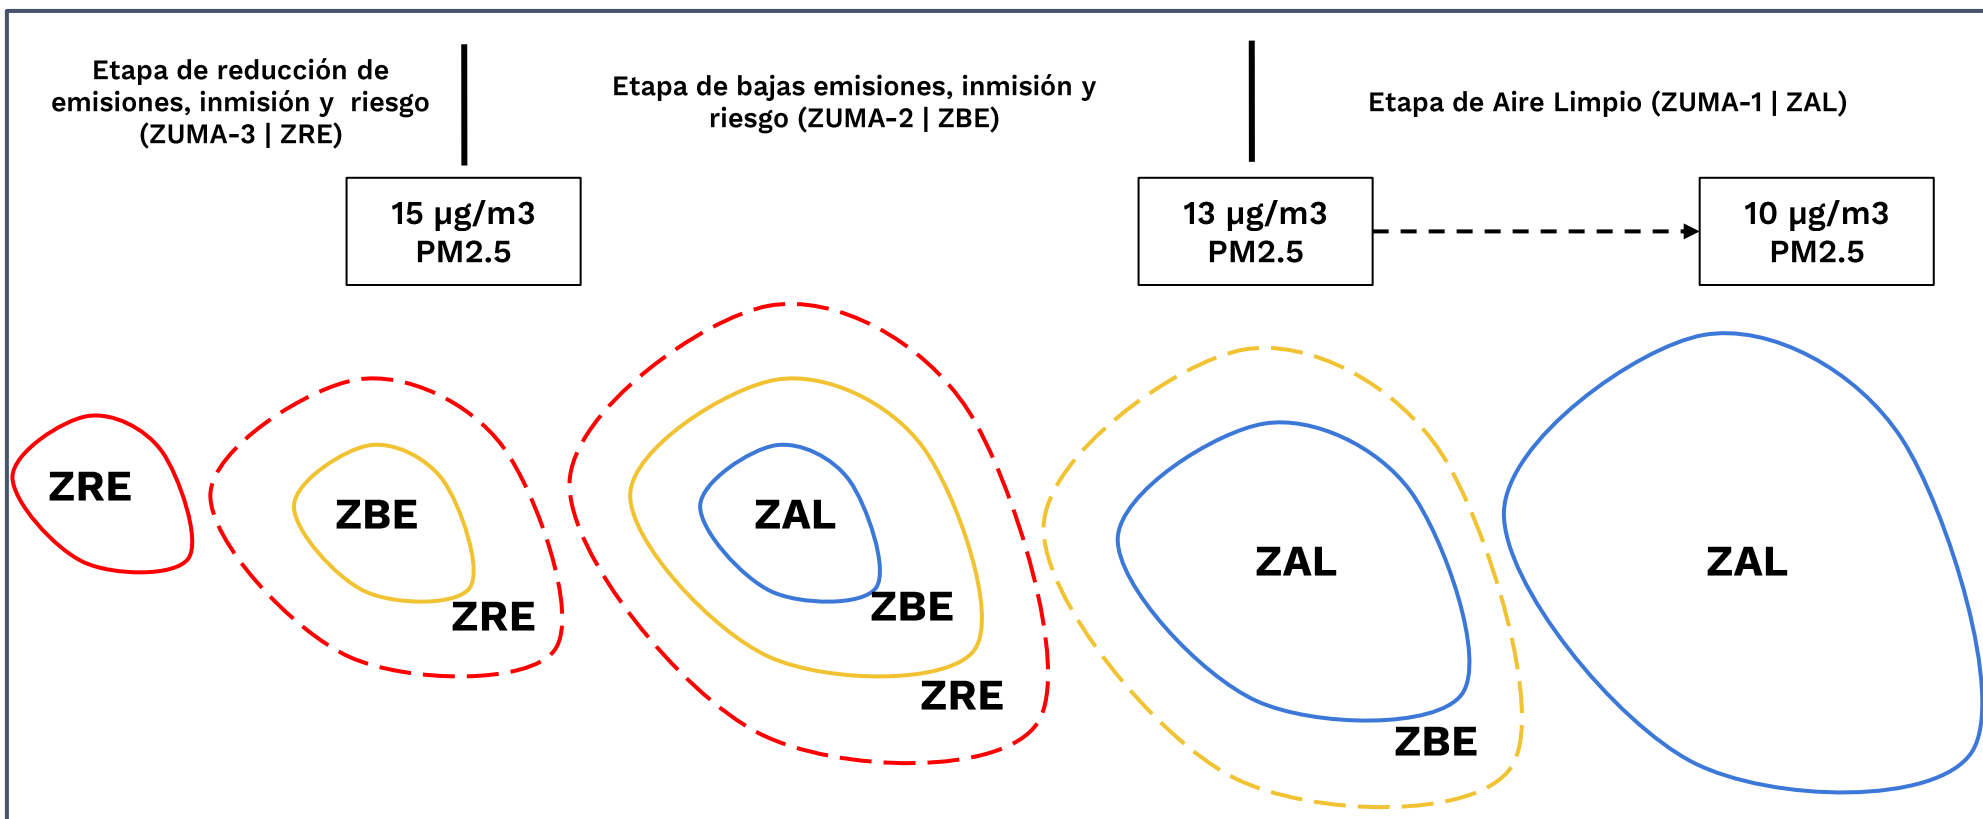 Etapa de reducción de
emisiones, inmisión y riesgo
(ZUMA-3 | ZRE)
Etapa de bajas emisiones, inmisión y
riesgo (ZUMA-2 | ZBE)
Etapa de Aire Limpio (ZUMA-1 | ZAL)
15 µg/m3
PM2.5
13 µg/m3
PM2.5
10 µg/m3
PM2.5
ZRE
ZBE
ZRE
ZAL
ZBE
ZRE
ZAL
ZBE
ZAL